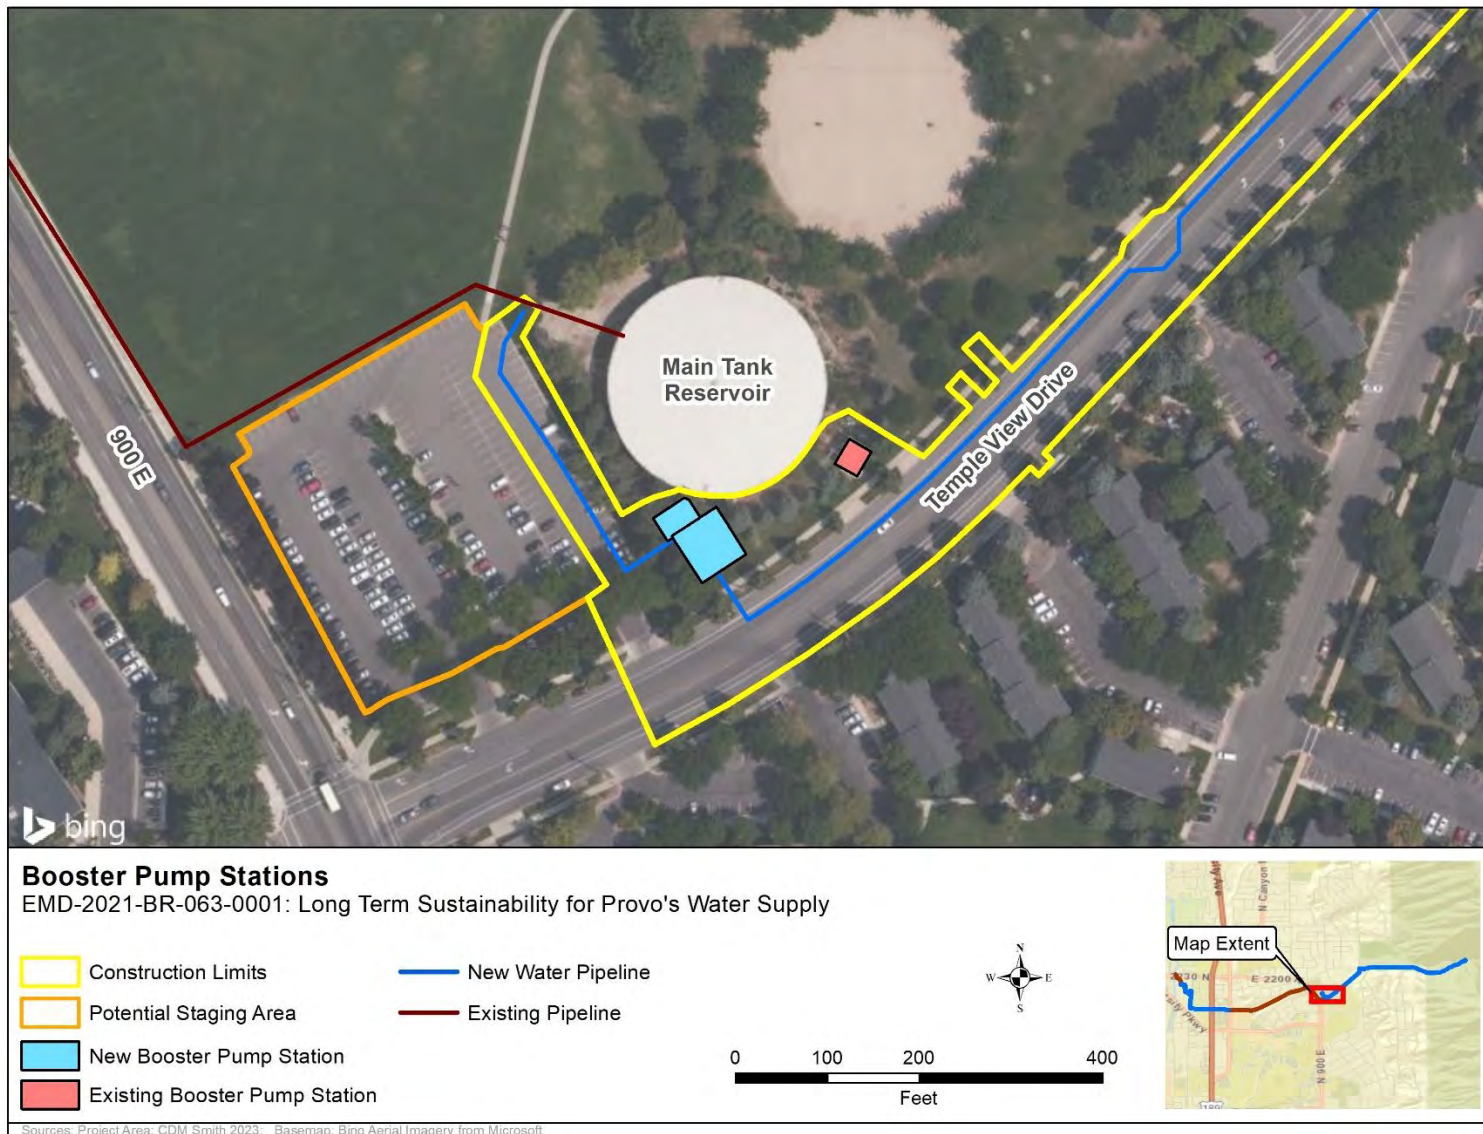 900 E
Main Tank
Reservoir
Temple View Drive
bing
Booster Pump Stations
EMD-2021-BR-063-0001: Long Term Sustainability for Provo's Water Supply
Construction Limits
Potential Staging Area
New Booster Pump Station
Existing Booster Pump Station
New Water Pipeline
Existing Pipeline
N
W E
S
0 100 200 400
Feet
N Canyon
Map Extent
2230 N
E 2200
N 900 E
189
Sources: Project Area: CDM Smith 2023; Basemap: Bing Aerial Imagery from Microsoft